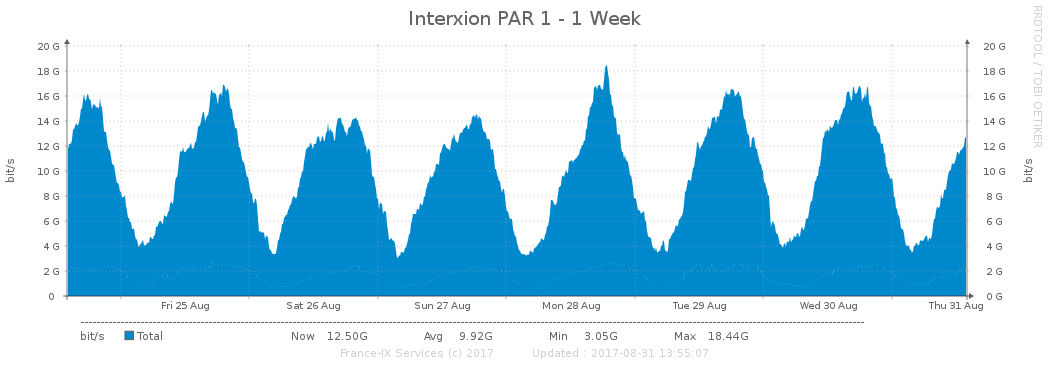 Interxion PAR 1 - 1 Week
RRDTOOL / TOBI OETIKER
20 G 20 G
18 G 18 G
16 G 16 G
14 G 14 G
12 G 12 G
10 G 10 G
8 G 8 G
6 G 6 G
4 G 4 G
2 G 2 G
0 0 G
bit/s bit/s
Fri 25 Aug Sat 26 Aug Sun 27 Aug Mon 28 Aug Tue 29 Aug Wed 30 Aug Thu 31 Aug
bit/s Total Now 12.50G Avg 9.92G Min 3.05G Max 18.44G
France-IX Services (c) 2017 Updated : 2017-08-31 13:55:07